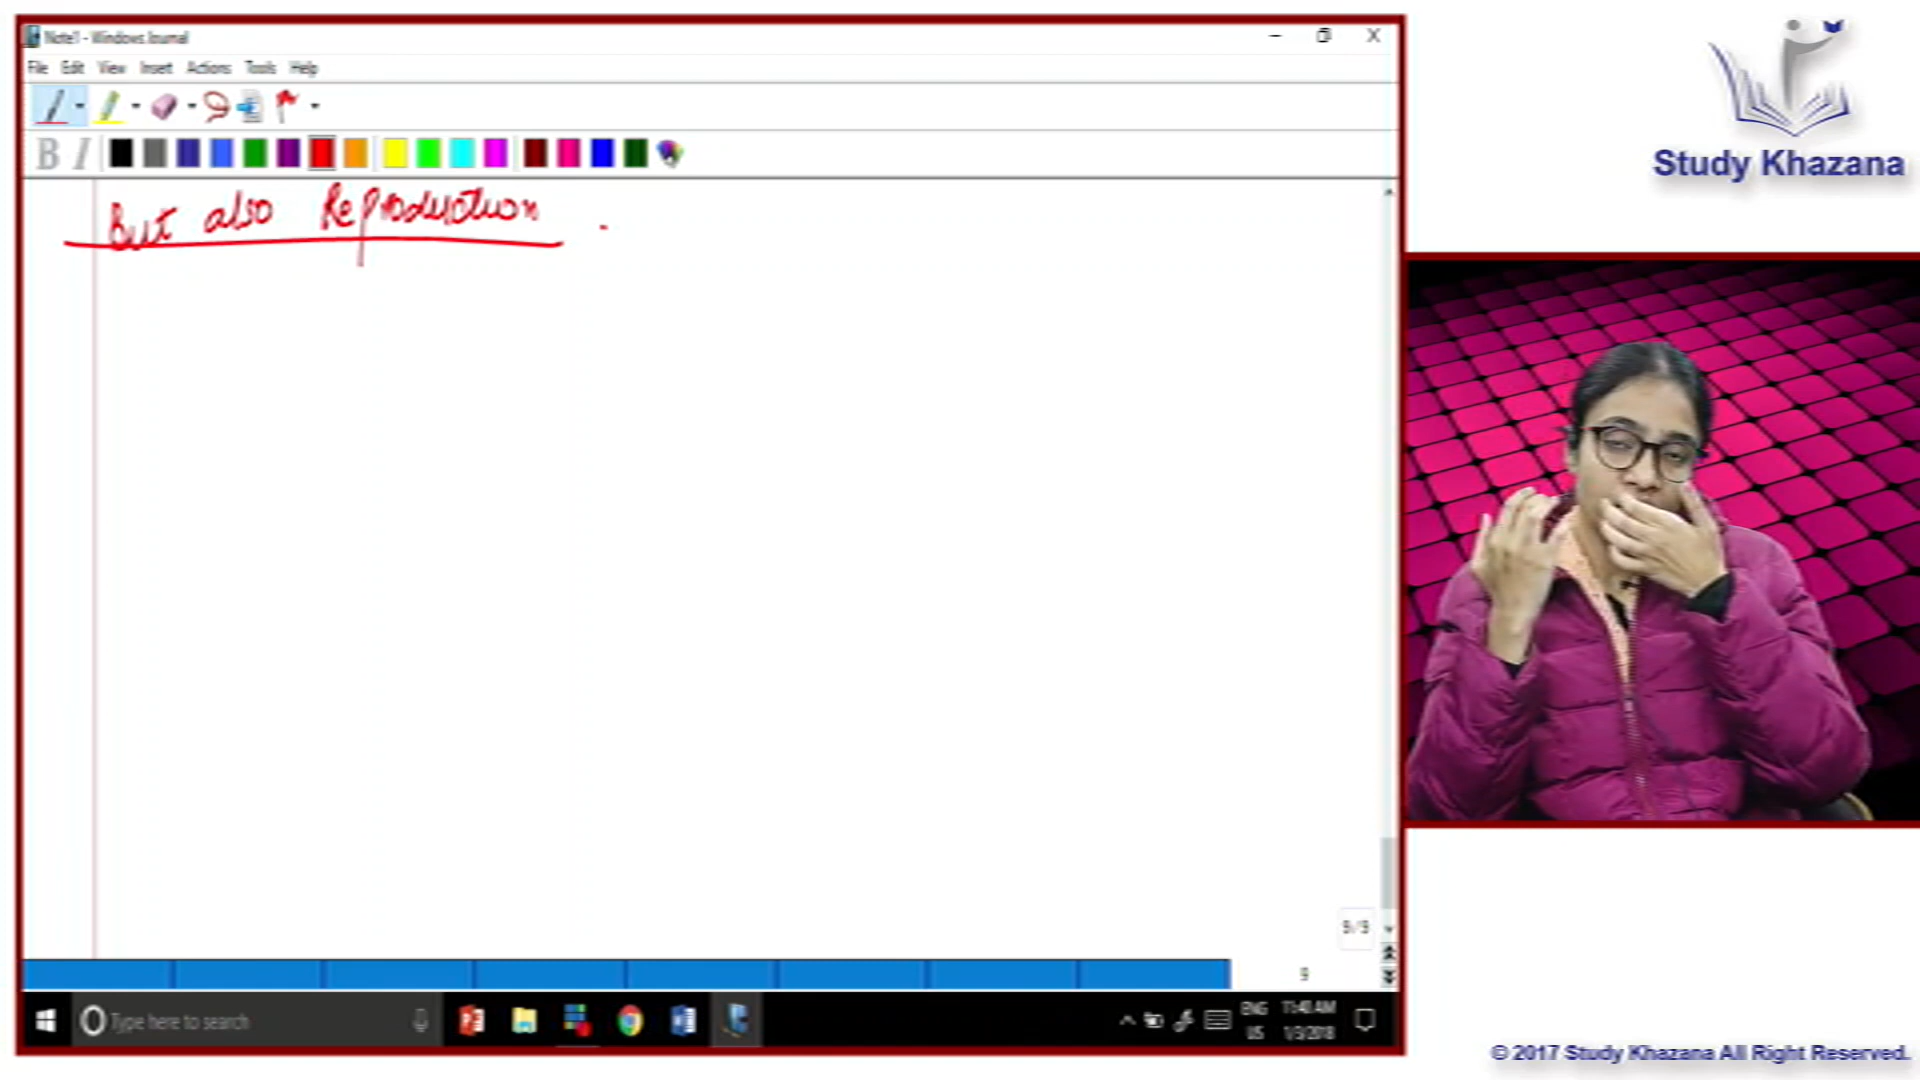 Note1 - Windows Journal
File Edit View Insert Actions Tools Help
B I
But also Reproduction .
9/9
9
Type here to search
ENG
US
11:40 AM
1/3/2018
Study Khazana
© 2017 Study Khazana All Right Reserved.